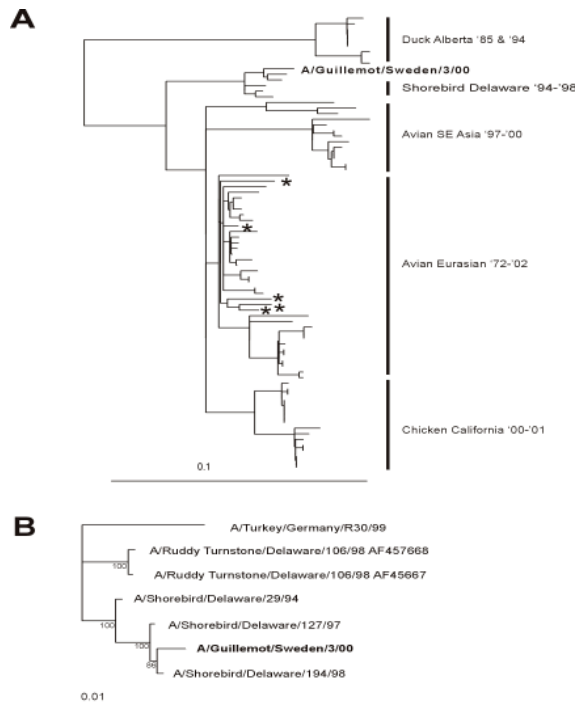 A
Duck Alberta '85 & '94
A/Guillemot/Sweden/3/00
Shorebird Delaware '94-'98
Avian SE Asia '97-'00
*
*
Avian Eurasian '72-'02
*
* *
Chicken California '00-'01
0.1
B
A/Turkey/Germany/R30/99
A/Ruddy Turnstone/Delaware/106/98 AF457668
100
A/Ruddy Turnstone/Delaware/106/98 AF45667
A/Shorebird/Delaware/29/94
100
A/Shorebird/Delaware/127/97
100
A/Guillemot/Sweden/3/00
86
A/Shorebird/Delaware/194/98
0.01